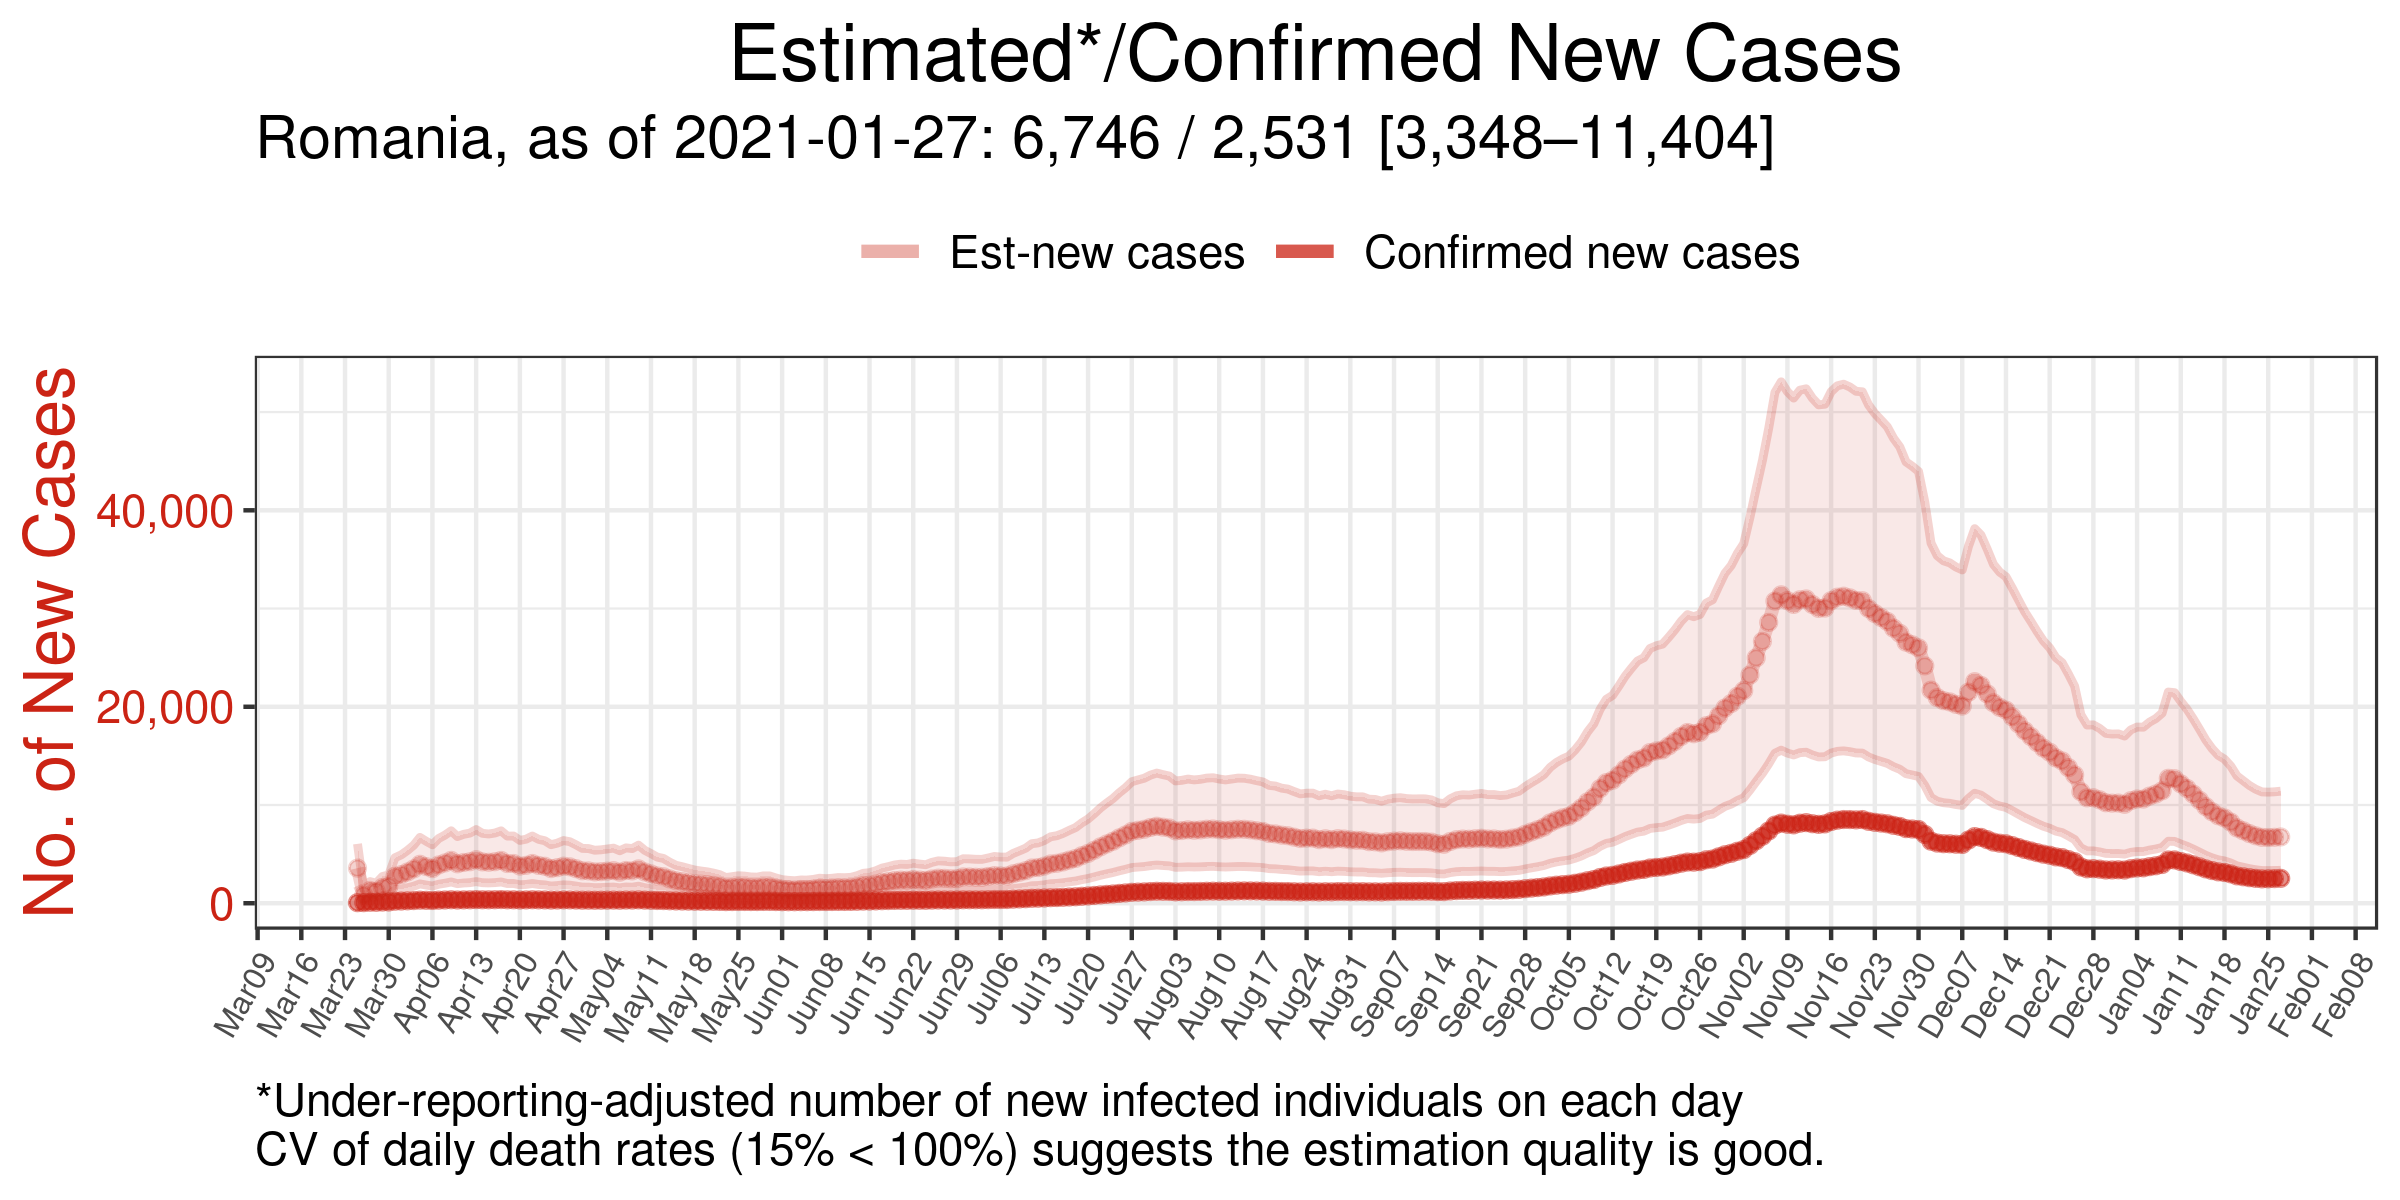 Estimated*/Confirmed New Cases
Romania, as of 2021-01-27: 6,746 / 2,531 [3,348–11,404]
Est-new cases Confirmed new cases
No. of New Cases
40,000
20,000
0
Mar09 Mar16 Mar23 Mar30 Apr06 Apr13 Apr20 Apr27 May04 May11 May18 May25 Jun01 Jun08 Jun15 Jun22 Jun29 Jul06 Jul13 Jul20 Jul27 Aug03 Aug10 Aug17 Aug24 Aug31 Sep07 Sep14 Sep21 Sep28 Oct05 Oct12 Oct19 Oct26 Nov02 Nov09 Nov16 Nov23 Nov30 Dec07 Dec14 Dec21 Dec28 Jan04 Jan11 Jan18 Jan25 Feb01 Feb08
*Under-reporting-adjusted number of new infected individuals on each day
CV of daily death rates (15% < 100%) suggests the estimation quality is good.